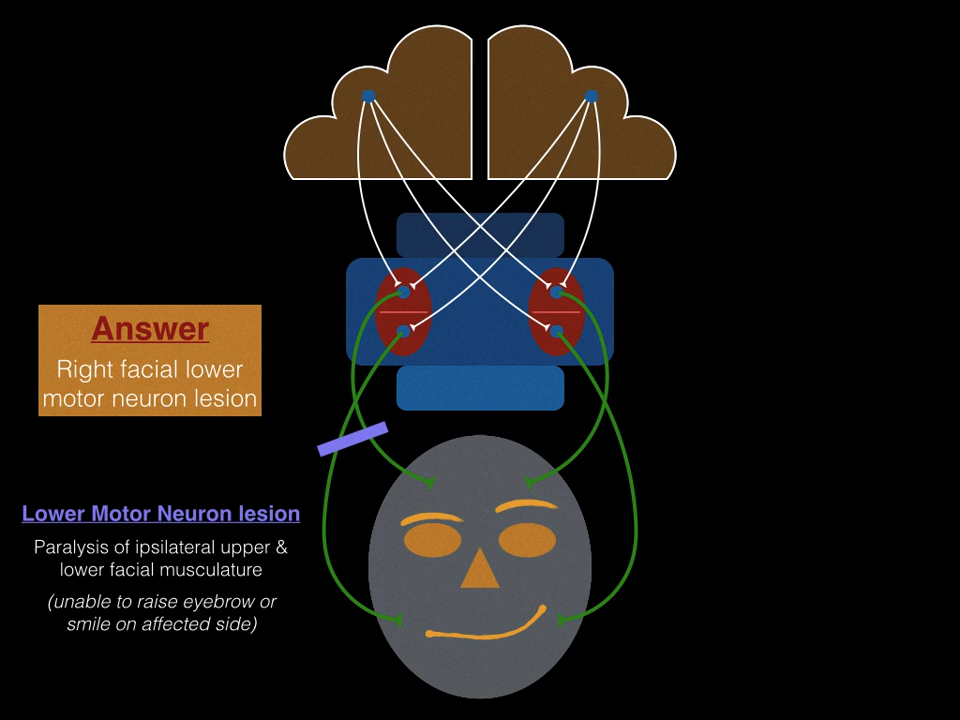 Answer
Right facial lower
motor neuron lesion
Lower Motor Neuron lesion
Paralysis of ipsilateral upper &
lower facial musculature
(unable to raise eyebrow or
smile on affected side)